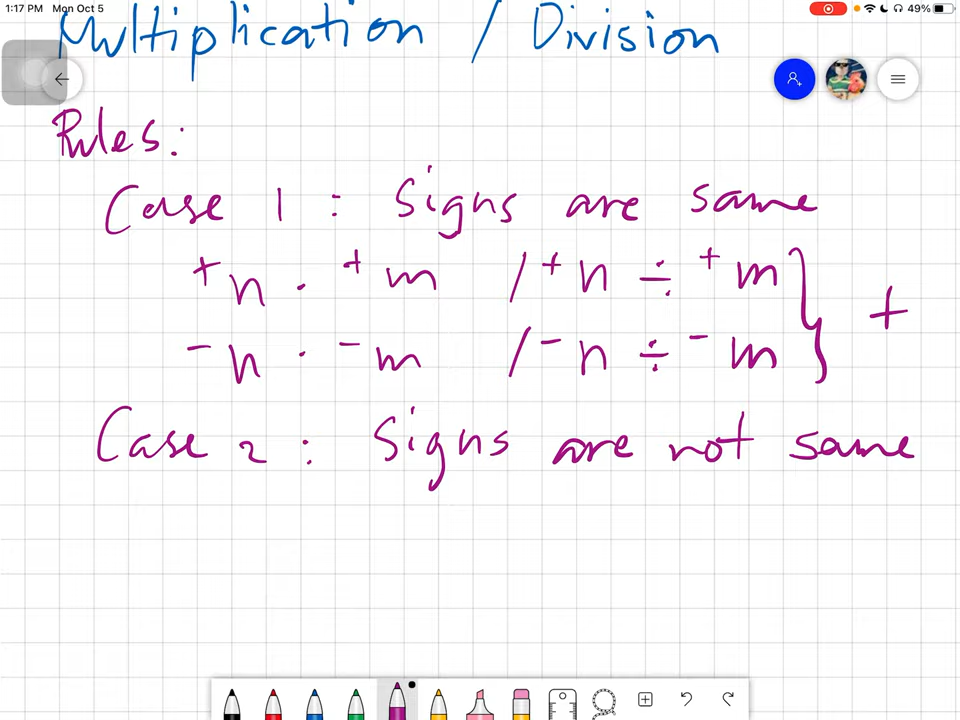 1:17 PM Mon Oct 5 49%
Multiplication / Division
Rules:
Case 1 : Signs are same
+n · +m / +n ÷ +m } +
-n · -m / -n ÷ -m
Case 2 : Signs are not same